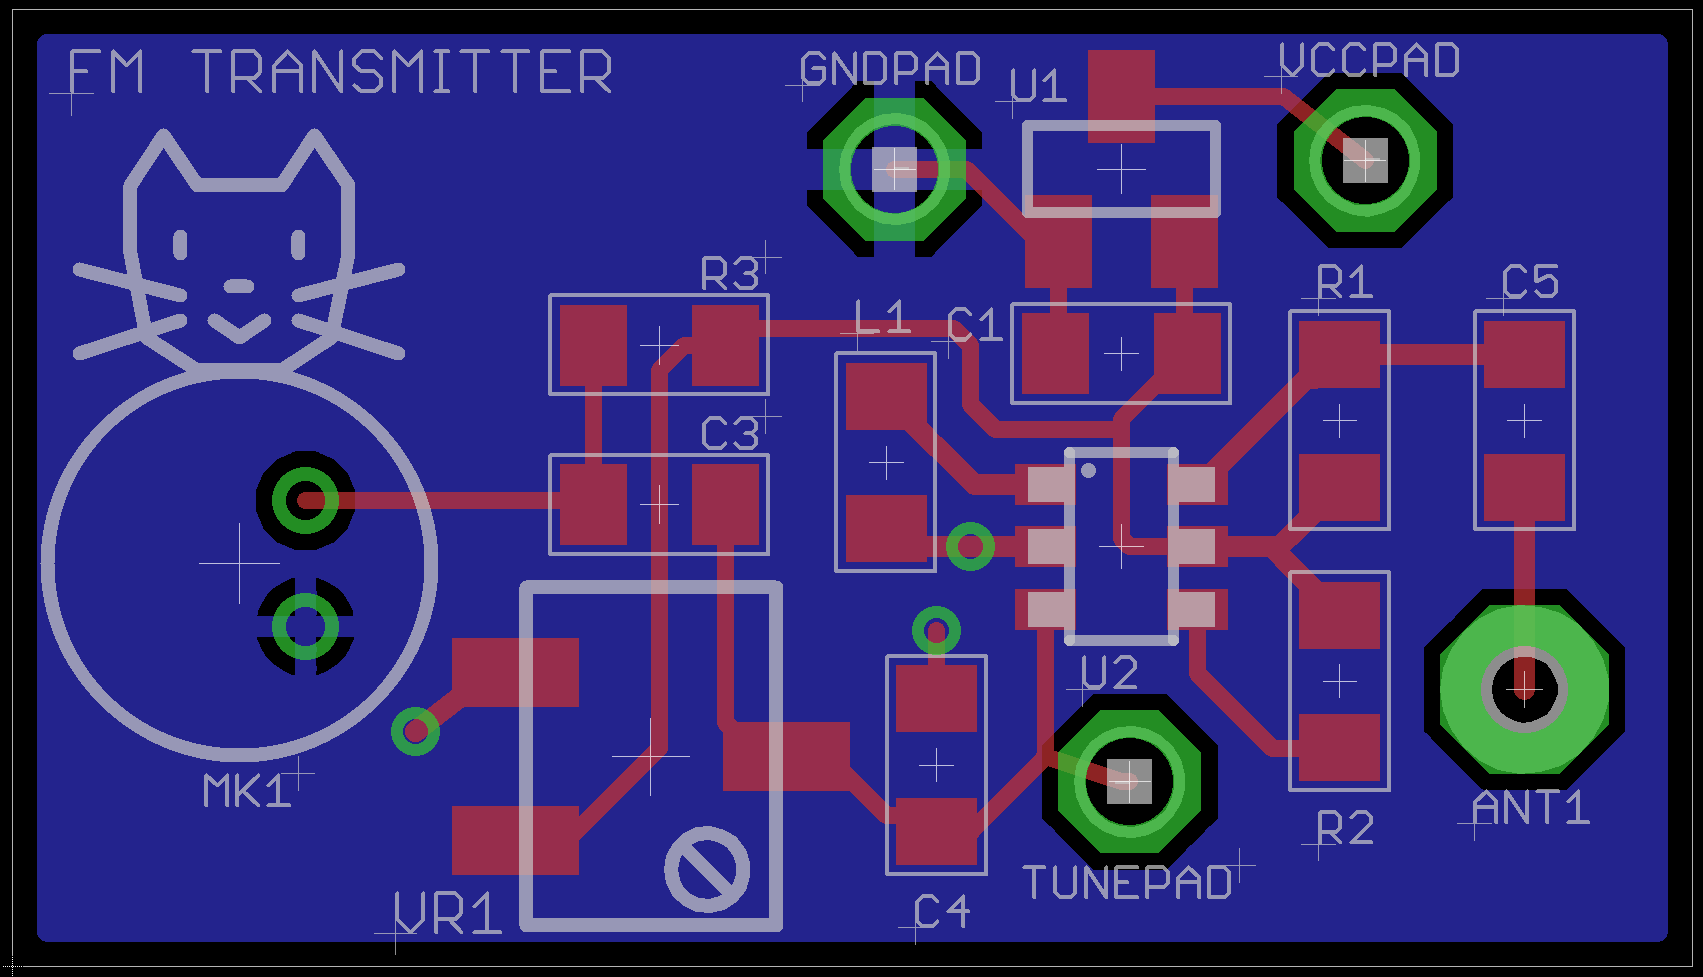 FM TRANSMITTER
GNDPAD
U1
VCCPAD
R3
L1
C1
R1
C5
C3
U2
MK1
R2
ANT1
TUNEPAD
VR1
C4